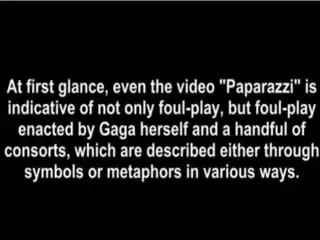 At first glance, even the video "Paparazzi" is
indicative of not only foul-play, but foul-play
enacted by Gaga herself and a handful of
consorts, which are described either through
symbols or metaphors in various ways.